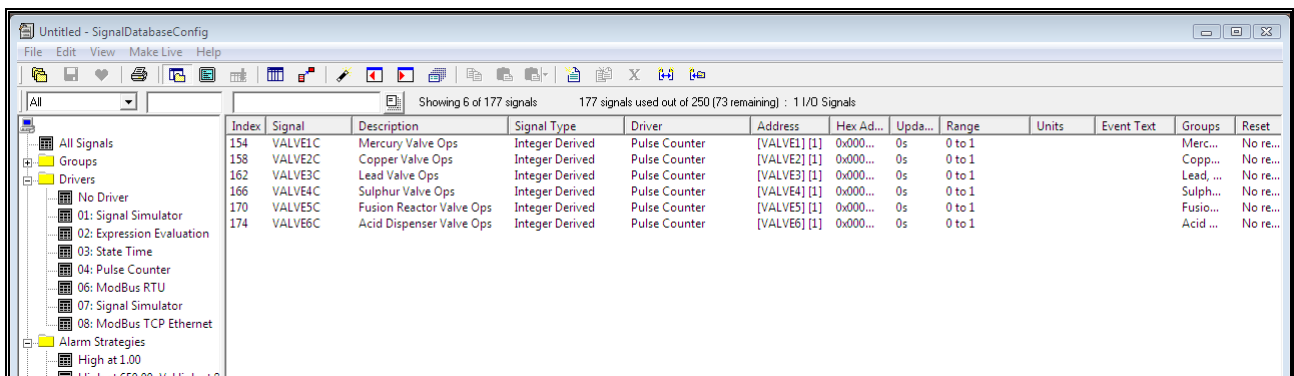 Untitled - SignalDatabaseConfig
File Edit View Make Live Help
All Showing 6 of 177 signals 177 signals used out of 250 (73 remaining) : 1 I/O Signals
Index Signal Description Signal Type Driver Address Hex Ad... Upda... Range Units Event Text Groups Reset
154 VALVE1C Mercury Valve Ops Integer Derived Pulse Counter [VALVE1] [1] 0x000... 0s 0 to 1 Merc... No re...
158 VALVE2C Copper Valve Ops Integer Derived Pulse Counter [VALVE2] [1] 0x000... 0s 0 to 1 Copp... No re...
162 VALVE3C Lead Valve Ops Integer Derived Pulse Counter [VALVE3] [1] 0x000... 0s 0 to 1 Lead, ... No re...
166 VALVE4C Sulphur Valve Ops Integer Derived Pulse Counter [VALVE4] [1] 0x000... 0s 0 to 1 Sulph... No re...
170 VALVE5C Fusion Reactor Valve Ops Integer Derived Pulse Counter [VALVE5] [1] 0x000... 0s 0 to 1 Fusio... No re...
174 VALVE6C Acid Dispenser Valve Ops Integer Derived Pulse Counter [VALVE6] [1] 0x000... 0s 0 to 1 Acid ... No re...
All Signals
Groups
Drivers
No Driver
01: Signal Simulator
02: Expression Evaluation
03: State Time
04: Pulse Counter
06: ModBus RTU
07: Signal Simulator
08: ModBus TCP Ethernet
Alarm Strategies
High at 1.00